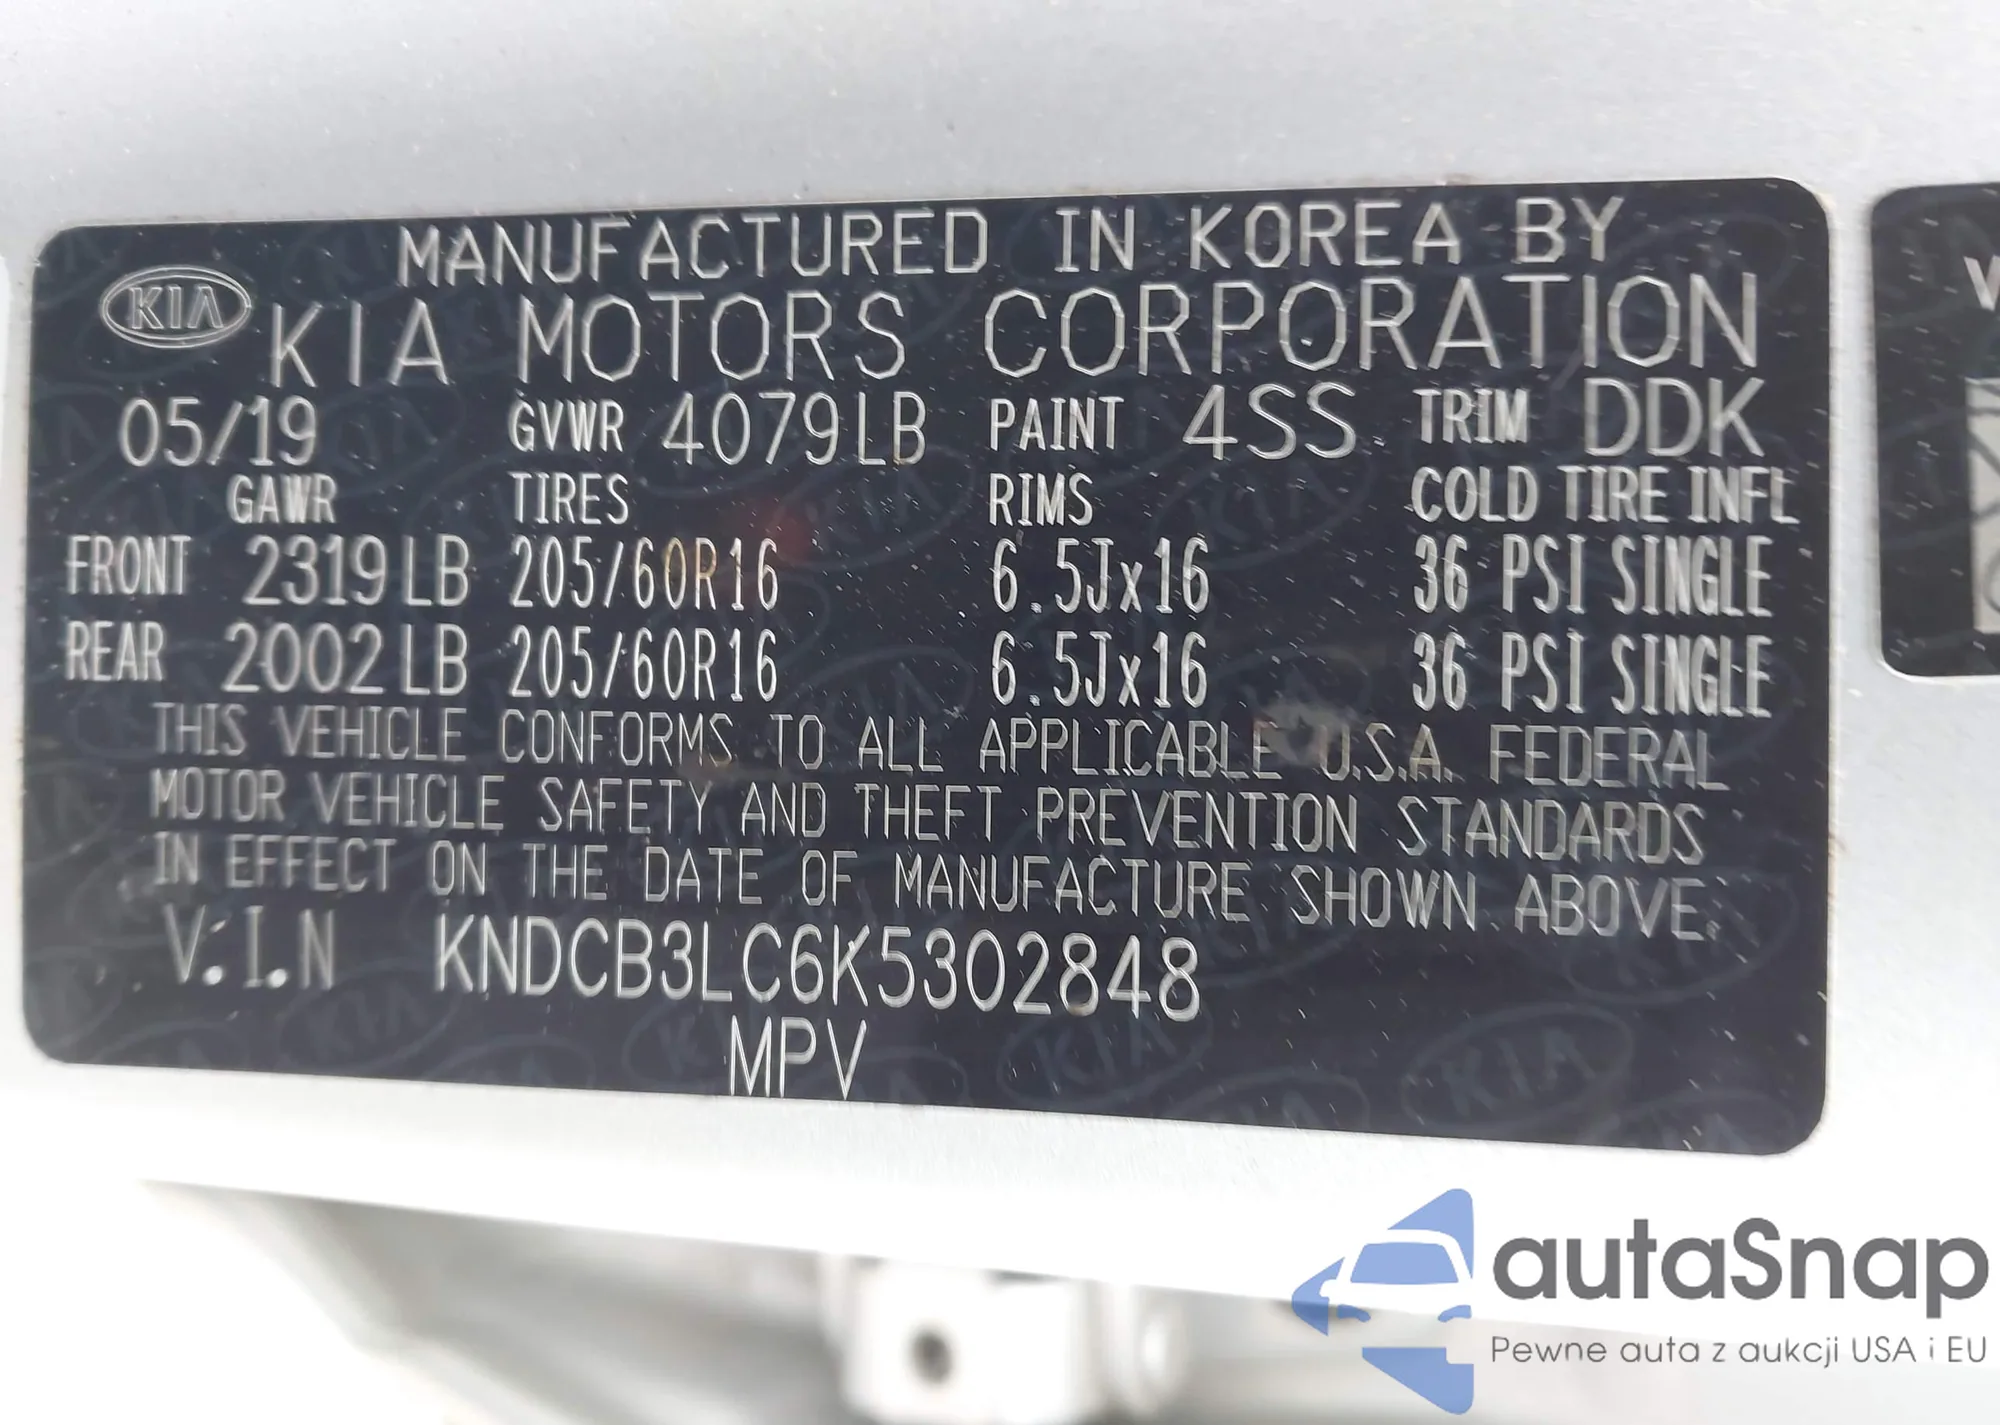 MANUFACTURED IN KOREA BY
KIA KIA MOTORS CORPORATION
05/19 GVWR 4079LB PAINT 4SS TRIM DDK
GAWR TIRES RIMS COLD TIRE INFL
FRONT 2319LB 205/60R16 6.5Jx16 36 PSI SINGLE
REAR 2002LB 205/60R16 6.5Jx16 36 PSI SINGLE
THIS VEHICLE CONFORMS TO ALL APPLICABLE U.S.A. FEDERAL
MOTOR VEHICLE SAFETY AND THEFT PREVENTION STANDARDS
IN EFFECT ON THE DATE OF MANUFACTURE SHOWN ABOVE.
V.I.N KNDCB3LC6K5302848
MPV
autaSnap
Pewne auta z aukcji USA i EU